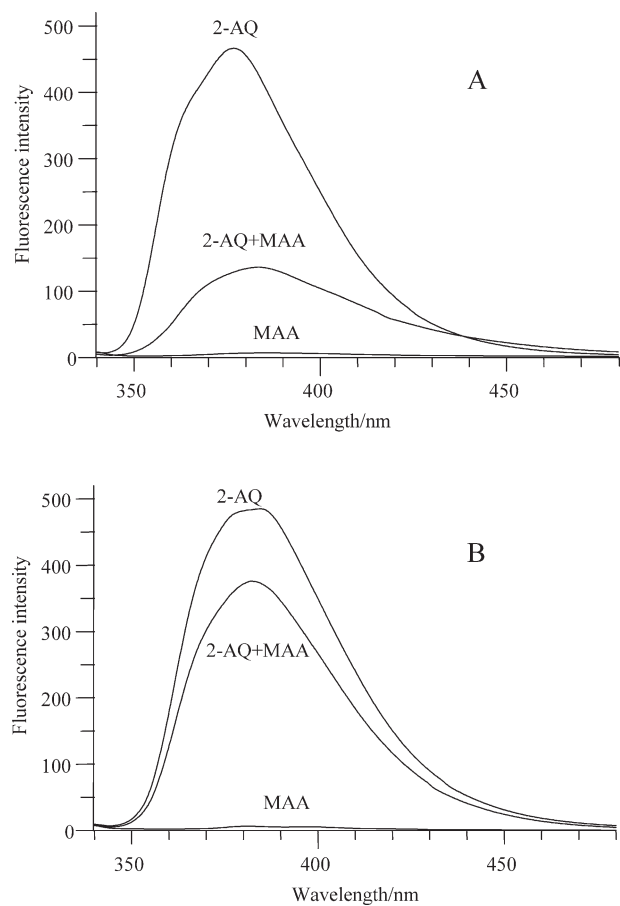 500
2-AQ
A
400
300
Fluorescence intensity
200
2-AQ+MAA
100
MAA
0
350
400
450
Wavelength/nm
500
2-AQ
B
400
300
Fluorescence intensity
2-AQ+MAA
200
100
MAA
0
350
400
450
Wavelength/nm